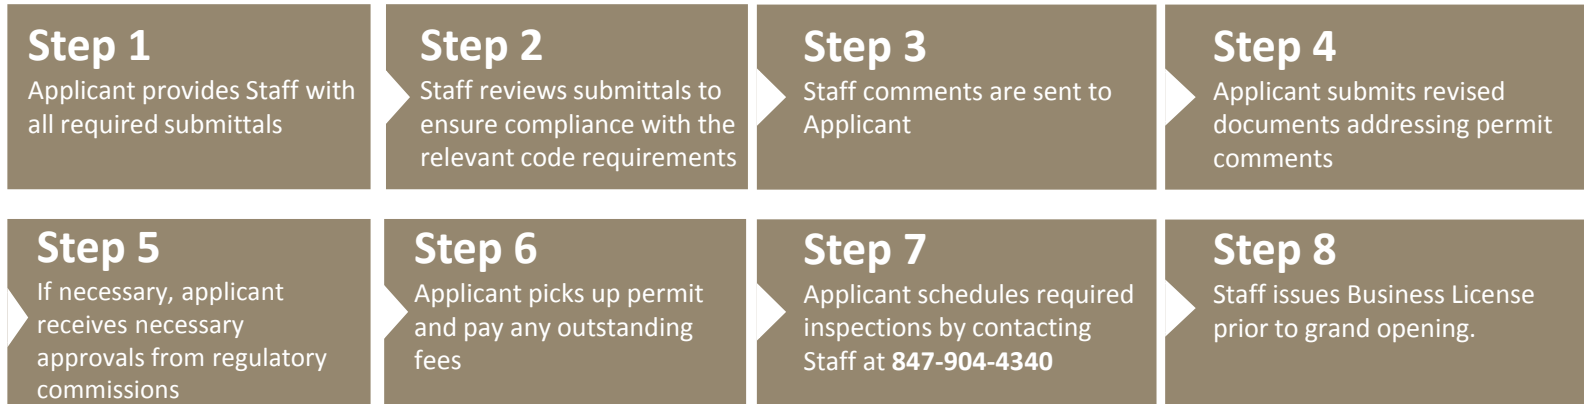 Step 1
Applicant provides Staff with
all required submittals
Step 2
Staff reviews submittals to
ensure compliance with the
relevant code requirements
Step 3
Staff comments are sent to
Applicant
Step 4
Applicant submits revised
documents addressing permit
comments
Step 5
If necessary, applicant
receives necessary
approvals from regulatory
commissions
Step 6
Applicant picks up permit
and pay any outstanding
fees
Step 7
Applicant schedules required
inspections by contacting
Staff at 847-904-4340
Step 8
Staff issues Business License
prior to grand opening.